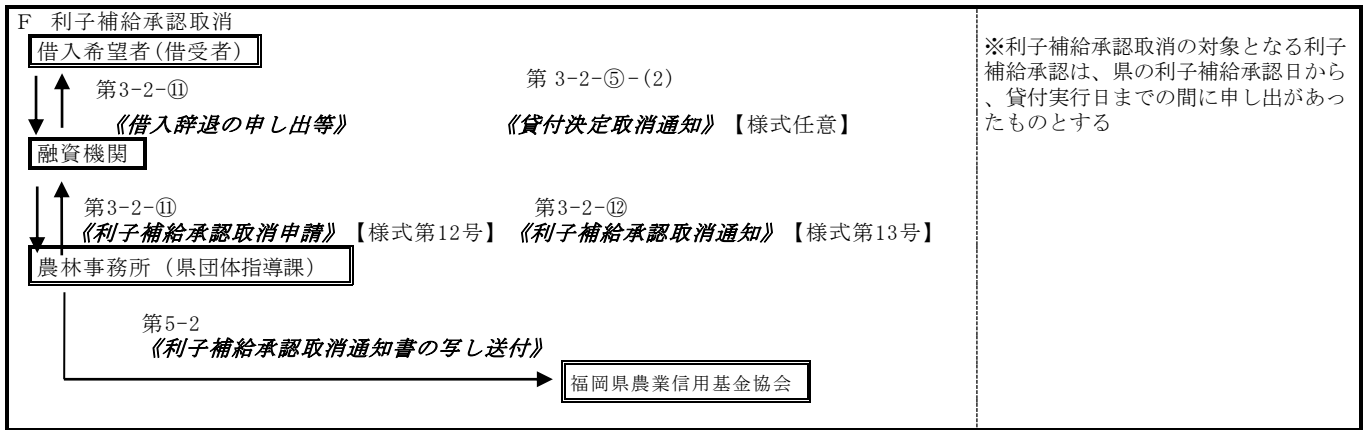 F 利子補給承認取消
借入希望者(借受者)
第3-2-⑪
第 3-2-⑤-(2)
《借入辞退の申し出等》
《貸付決定取消通知》【様式任意】
融資機関
第3-2-⑪
第3-2-⑫
《利子補給承認取消申請》【様式第12号】
《利子補給承認取消通知》【様式第13号】
農林事務所（県団体指導課）
第5-2
《利子補給承認取消通知書の写し送付》
福岡県農業信用基金協会
※利子補給承認取消の対象となる利子
補給承認は、県の利子補給承認日から
、貸付実行日までの間に申し出があっ
たものとする